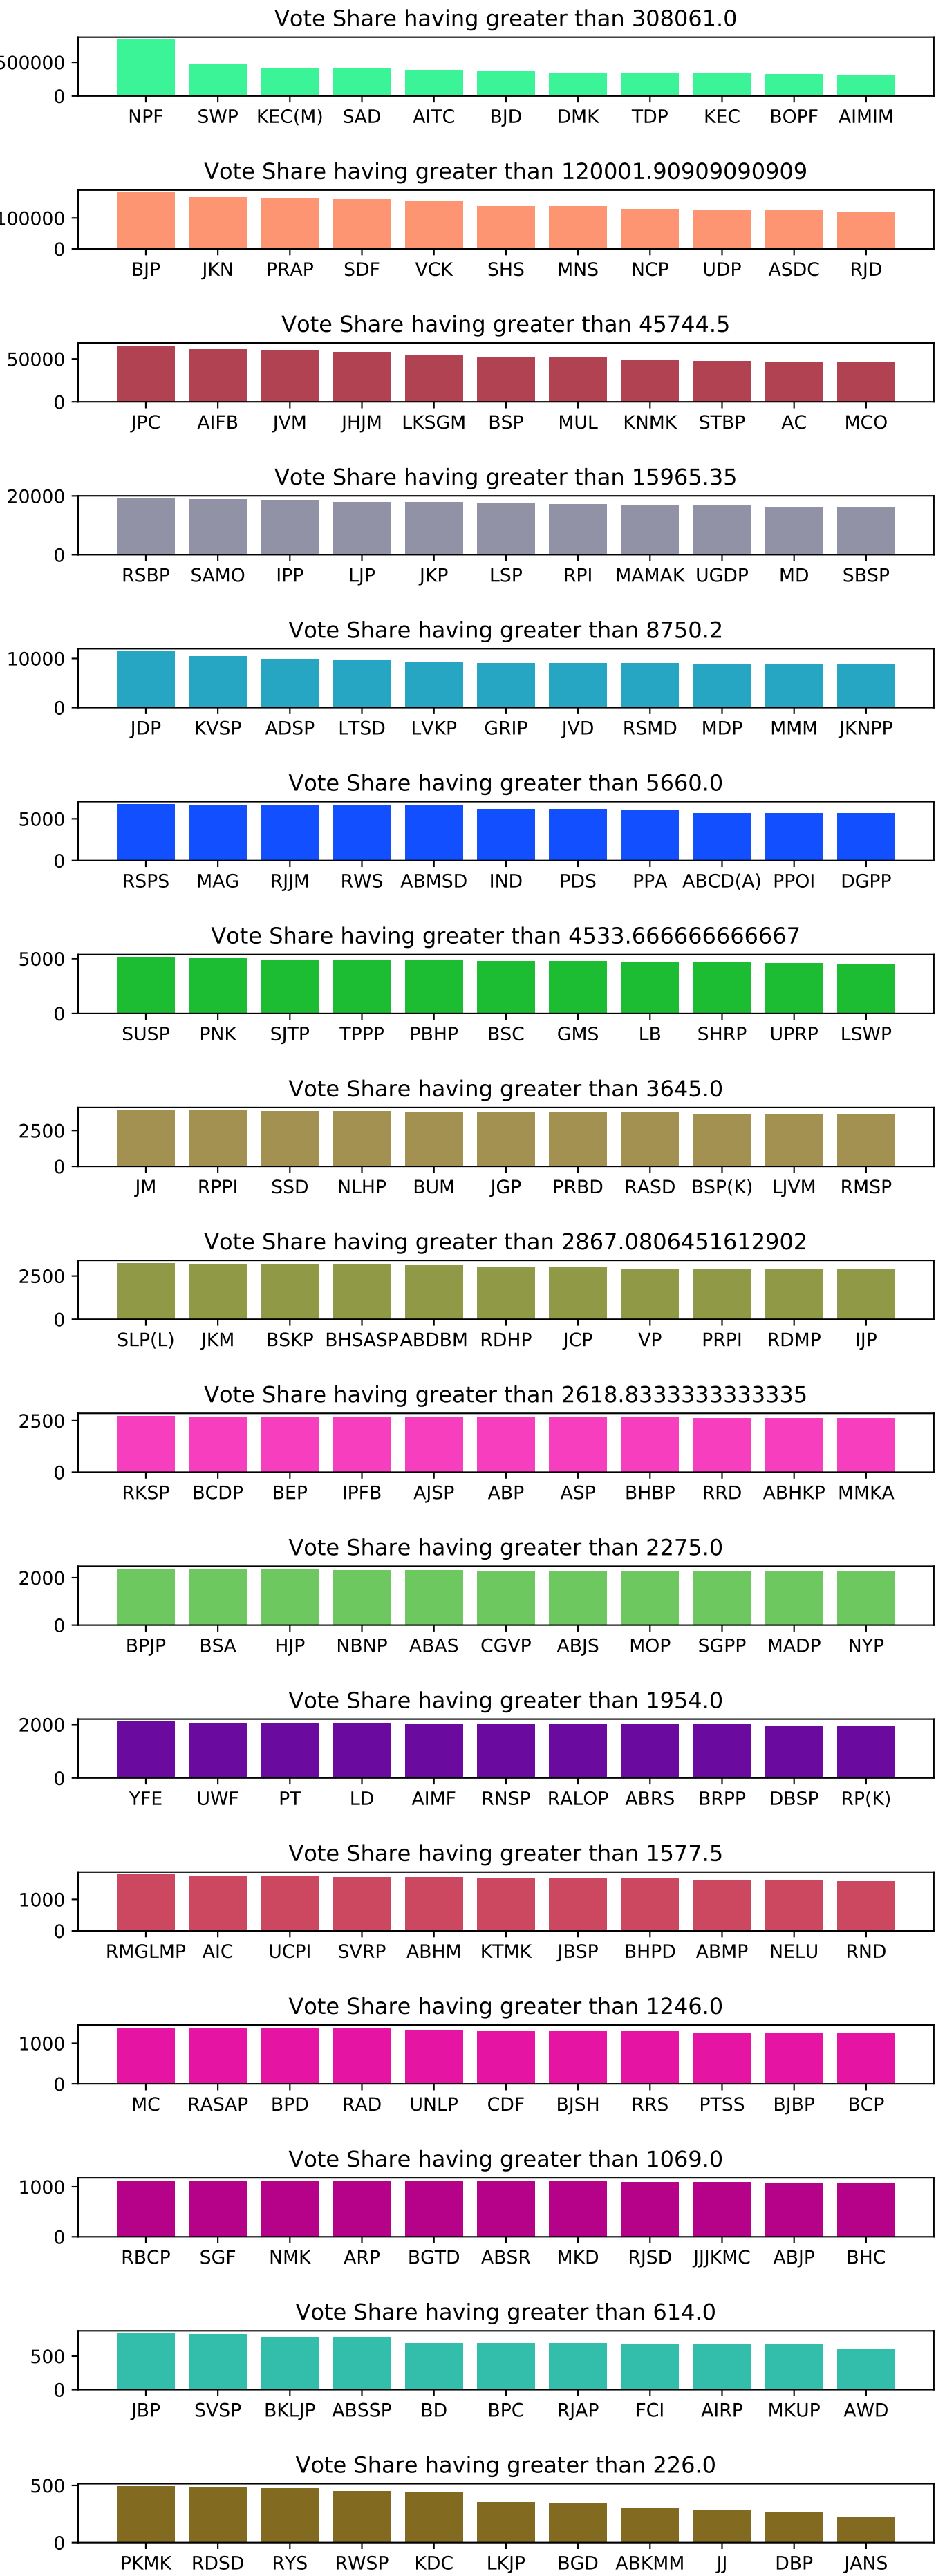 Vote Share having greater than 308061.0
500000
0
NPF SWP KEC(M) SAD AITC BJD DMK TDP KEC BOPF AIMIM
Vote Share having greater than 120001.90909090909
100000
0
BJP JKN PRAP SDF VCK SHS MNS NCP UDP ASDC RJD
Vote Share having greater than 45744.5
50000
0
JPC AIFB JVM JHJM LKSGM BSP MUL KNMK STBP AC MCO
Vote Share having greater than 15965.35
20000
0
RSBP SAMO IPP LJP JKP LSP RPI MAMAK UGDP MD SBSP
Vote Share having greater than 8750.2
10000
0
JDP KVSP ADSP LTSD LVKP GRIP JVD RSMD MDP MMM JKNPP
Vote Share having greater than 5660.0
5000
0
RSPS MAG RJJM RWS ABMSD IND PDS PPA ABCD(A) PPOI DGPP
Vote Share having greater than 4533.666666666667
5000
0
SUSP PNK SJTP TPPP PBHP BSC GMS LB SHRP UPRP LSWP
Vote Share having greater than 3645.0
2500
0
JM RPPI SSD NLHP BUM JGP PRBD RASD BSP(K) LJVM RMSP
Vote Share having greater than 2867.0806451612902
2500
0
SLP(L) JKM BSKP BHSASP ABDBM RDHP JCP VP PRPI RDMP IJP
Vote Share having greater than 2618.8333333333335
2500
0
RKSP BCDP BEP IPFB AJSP ABP ASP BHBP RRD ABHKP MMKA
Vote Share having greater than 2275.0
2000
0
BPJP BSA HJP NBNP ABAS CGVP ABJS MOP SGPP MADP NYP
Vote Share having greater than 1954.0
2000
0
YFE UWF PT LD AIMF RNSP RALOP ABRS BRPP DBSP RP(K)
Vote Share having greater than 1577.5
1000
0
RMGLMP AIC UCPI SVRP ABHM KTMK JBSP BHPD ABMP NELU RND
Vote Share having greater than 1246.0
1000
0
MC RASAP BPD RAD UNLP CDF BJSH RRS PTSS BJBP BCP
Vote Share having greater than 1069.0
1000
0
RBCP SGF NMK ARP BGTD ABSR MKD RJSD JJJKMC ABJP BHC
Vote Share having greater than 614.0
500
0
JBP SVSP BKLJP ABSSP BD BPC RJAP FCI AIRP MKUP AWD
Vote Share having greater than 226.0
500
0
PKMK RDSD RYS RWSP KDC LKJP BGD ABKMM JJ DBP JANS